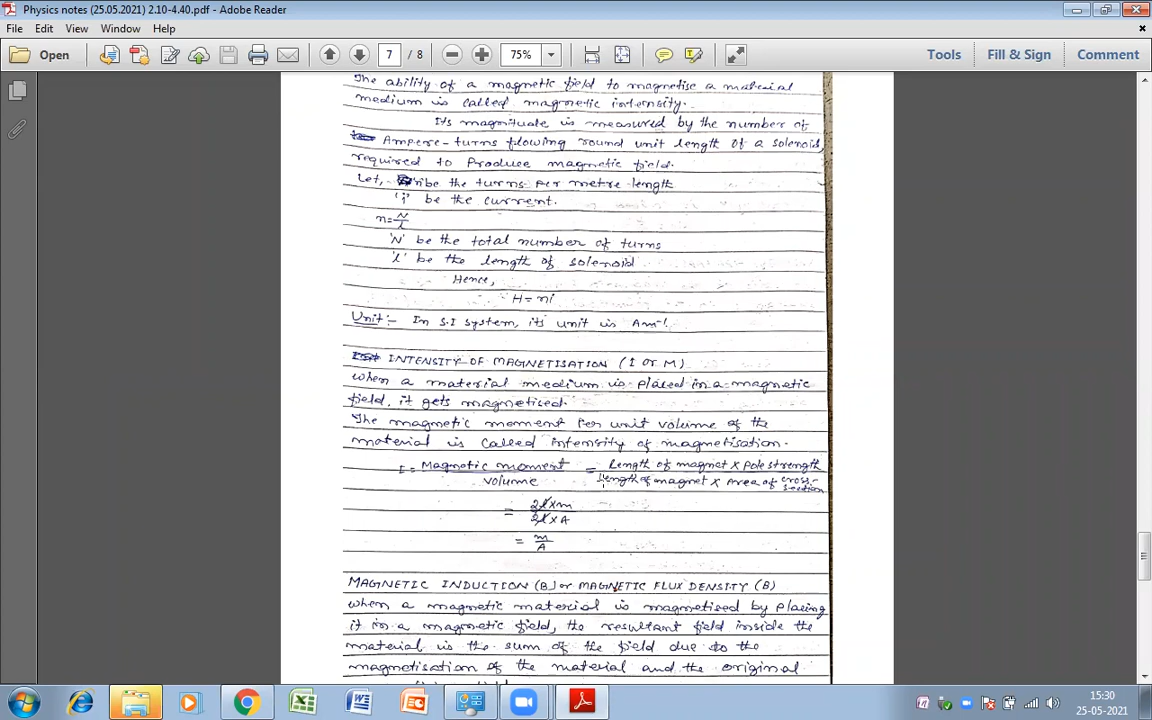 Physics notes (25.05.2021) 2.10-4.40.pdf - Adobe Reader
File Edit View Window Help
Open 7 / 8 75% Tools Fill & Sign Comment
The ability of a magnetic field to magnetise a material
medium is called magnetic intensity.
Its magnitude is measured by the number of
Ampere-turns flowing round unit length of a solenoid,
required to Produce magnetic field.
Let, 'n' be the turns per metre length
'i' be the current.
n = N/l
'N' be the total number of turns
'l' be the length of solenoid
Hence,
H = ni
Unit:- In S.I system, its unit is Am⁻¹.
INTENSITY OF MAGNETISATION (I or M)
When a material medium is placed in a magnetic
field, it gets magnetised.
The magnetic moment Per unit volume of the
material is called intensity of magnetisation.
I = Magnetic moment / Volume = Length of magnet x pole strength / Length of magnet x Area of cross-section
= 2l x m / 2l x A
= m / A
MAGNETIC INDUCTION (B) or MAGNETIC FLUX DENSITY (B)
When a magnetic material is magnetised by placing
it in a magnetic field, the resultant field inside the
material is the sum of the field due to the
magnetisation of the material and the original
15:30
25-05-2021